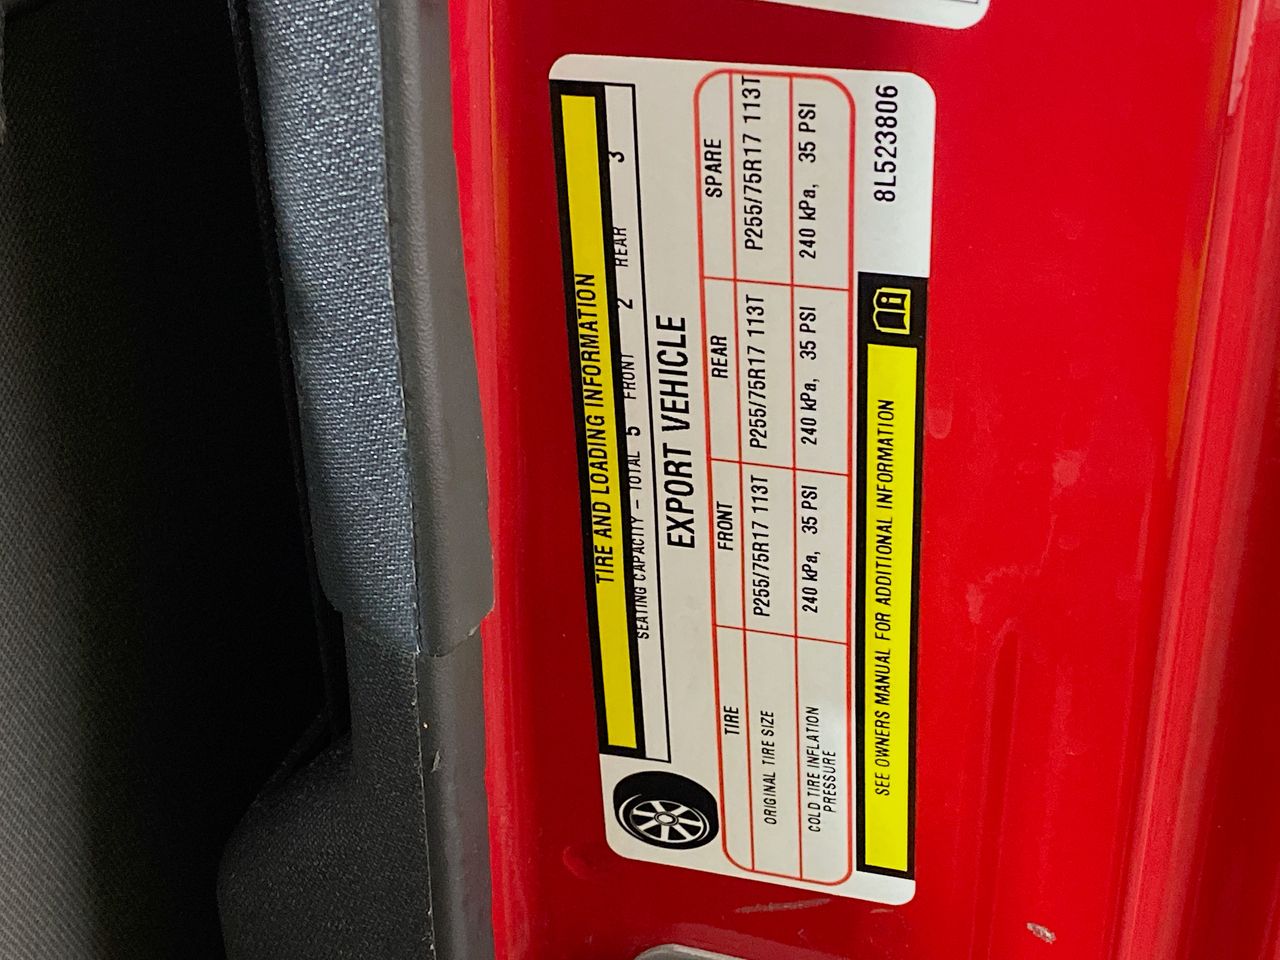 TIRE AND LOADING INFORMATION
SEATING CAPACITY – TOTAL 5 FRONT 2 REAR 3
EXPORT VEHICLE
TIRE FRONT REAR SPARE
ORIGINAL TIRE SIZE P255/75R17 113T P255/75R17 113T P255/75R17 113T
COLD TIRE INFLATION PRESSURE 240 kPa, 35 PSI 240 kPa, 35 PSI 240 kPa, 35 PSI
SEE OWNERS MANUAL FOR ADDITIONAL INFORMATION
8L523806